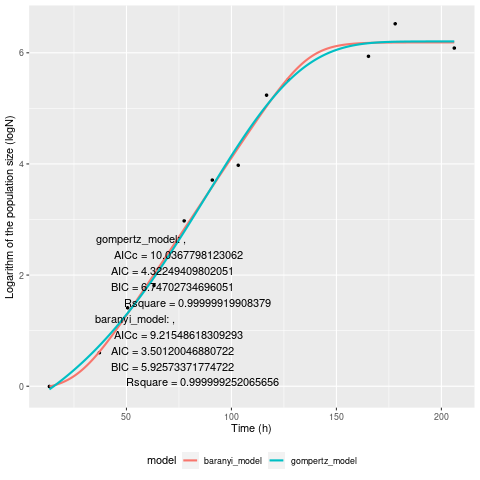 Logarithm of the population size (logN)
6
4
2
0
gompertz_model: ,
AICc = 10.0367798123062
AIC = 4.32249409802051
BIC = 6.74702734696051
Rsquare = 0.99999919908379
baranyi_model: ,
AICc = 9.21548618309293
AIC = 3.50120046880722
BIC = 5.92573371774722
Rsquare = 0.999999252065656
50 100 150 200
Time (h)
model baranyi_model gompertz_model